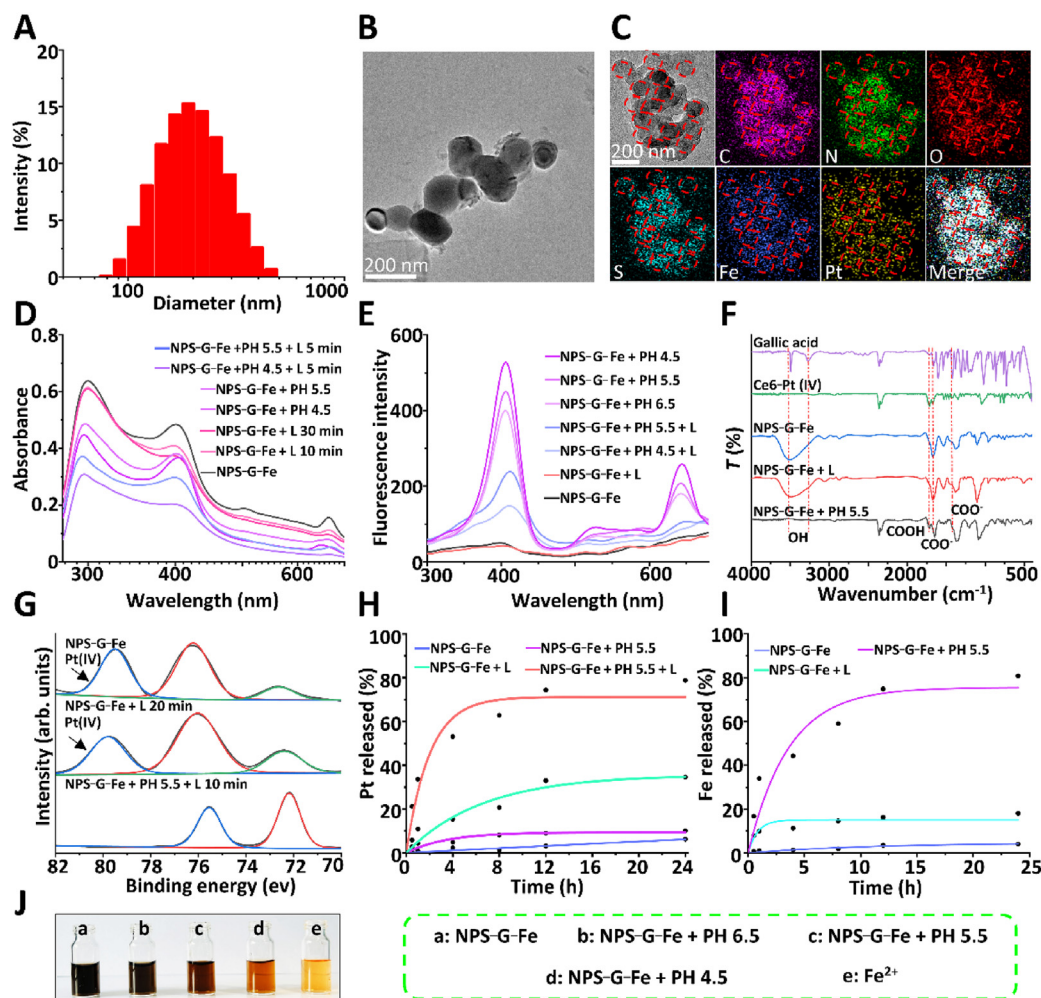 A
B
C
Intensity (%)
20
15
10
5
0
100
1000
Diameter (nm)
200 nm
200 nm
C
N
O
S
Fe
Pt
Merge
D
E
F
Absorbance
0.8
0.6
0.4
0.2
0
300
400
600
Wavelength (nm)
NPS-G-Fe +PH 5.5 + L 5 min
NPS-G-Fe +PH 4.5 + L 5 min
NPS-G-Fe + PH 5.5
NPS-G-Fe + PH 4.5
NPS-G-Fe + L 30 min
NPS-G-Fe + L 10 min
NPS-G-Fe
Fluorescence intensity
600
500
400
300
200
100
0
300
400
600
Wavelength (nm)
NPS-G-Fe + PH 4.5
NPS-G-Fe + PH 5.5
NPS-G-Fe + PH 6.5
NPS-G-Fe + PH 5.5 + L
NPS-G-Fe + PH 4.5 + L
NPS-G-Fe + L
NPS-G-Fe
T (%)
Gallic acid
Ce6-Pt (IV)
NPS-G-Fe
NPS-G-Fe + L
NPS-G-Fe + PH 5.5
OH
COOH
COO⁻
COO⁻
4000
3000
2000
1000
500
Wavenumber (cm⁻¹)
G
H
I
Intensity (arb. units)
NPS-G-Fe
Pt(IV)
NPS-G-Fe + L 20 min
Pt(IV)
NPS-G-Fe + PH 5.5 + L 10 min
82
78
76
74
72
70
Binding energy (ev)
Pt released (%)
100
80
60
40
20
0
0
4
8
12
16
20
24
Time (h)
NPS-G-Fe
NPS-G-Fe + PH 5.5
NPS-G-Fe + L
NPS-G-Fe + PH 5.5 + L
Fe released (%)
100
80
60
40
20
0
0
5
10
15
20
25
Time (h)
NPS-G-Fe
NPS-G-Fe + PH 5.5
NPS-G-Fe + L
J
a
b
c
d
e
a: NPS-G-Fe
b: NPS-G-Fe + PH 6.5
c: NPS-G-Fe + PH 5.5
d: NPS-G-Fe + PH 4.5
e: Fe²⁺